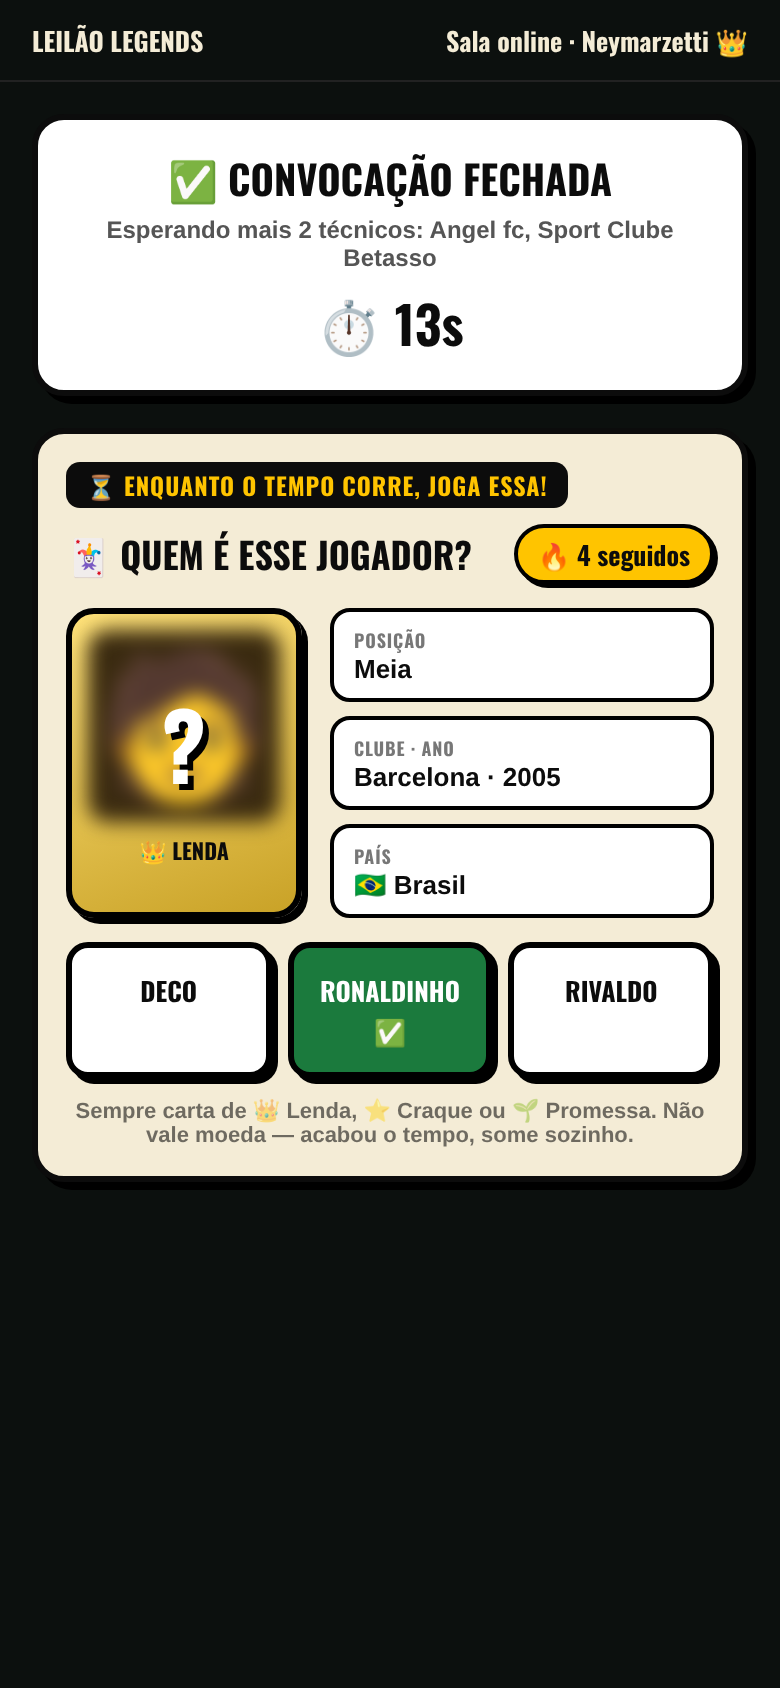 LEILÃO LEGENDS
Sala online · Neymarzetti 👑
✅ CONVOCAÇÃO FECHADA
Esperando mais 2 técnicos: Angel fc, Sport Clube
Betasso
⏱️ 13s
⏳ ENQUANTO O TEMPO CORRE, JOGA ESSA!
🃏 QUEM É ESSE JOGADOR?
🔥 4 seguidos
?
👑 LENDA
POSIÇÃO
Meia
CLUBE · ANO
Barcelona · 2005
PAÍS
🇧🇷 Brasil
DECO
RONALDINHO
✅
RIVALDO
Sempre carta de 👑 Lenda, ⭐ Craque ou 🌱 Promessa. Não
vale moeda — acabou o tempo, some sozinho.